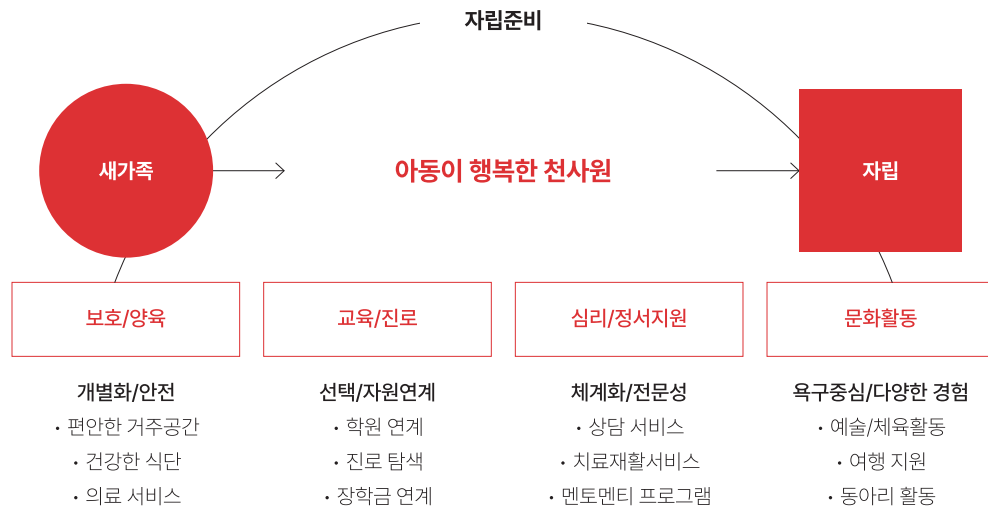 자립준비
새가족
아동이 행복한 천사원
자립
보호/양육
교육/진로
심리/정서지원
문화활동
개별화/안전
• 편안한 거주공간
• 건강한 식단
• 의료 서비스
선택/자원연계
• 학원 연계
• 진로 탐색
• 장학금 연계
체계화/전문성
• 상담 서비스
• 치료재활서비스
• 멘토멘티 프로그램
욕구중심/다양한 경험
• 예술/체육활동
• 여행 지원
• 동아리 활동